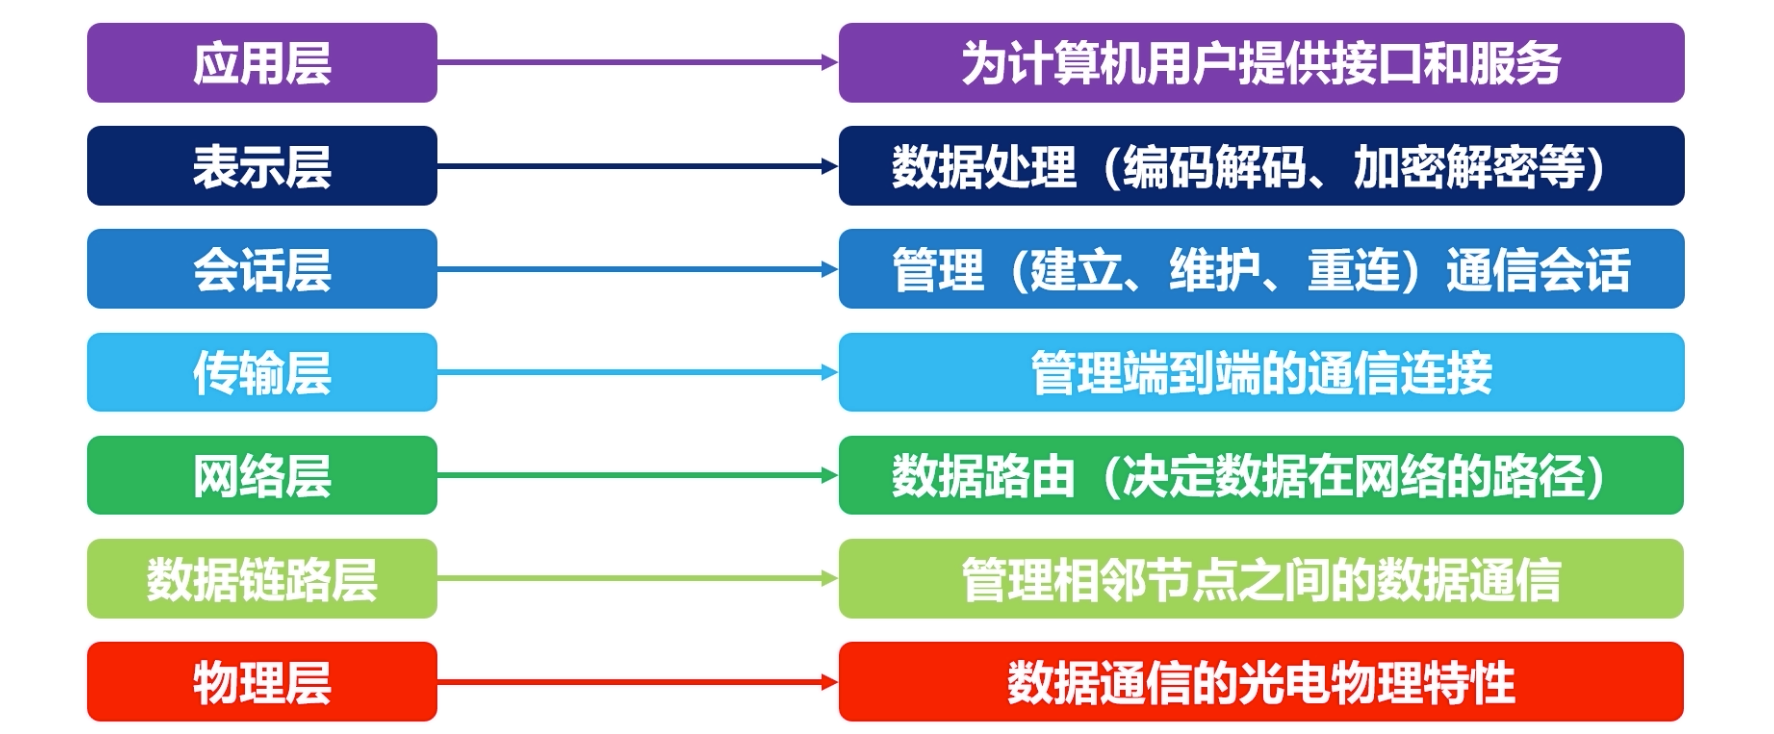 应用层
为计算机用户提供接口和服务
表示层
数据处理（编码解码、加密解密等）
会话层
管理（建立、维护、重连）通信会话
传输层
管理端到端的通信连接
网络层
数据路由（决定数据在网络的路径）
数据链路层
管理相邻节点之间的数据通信
物理层
数据通信的光电物理特性